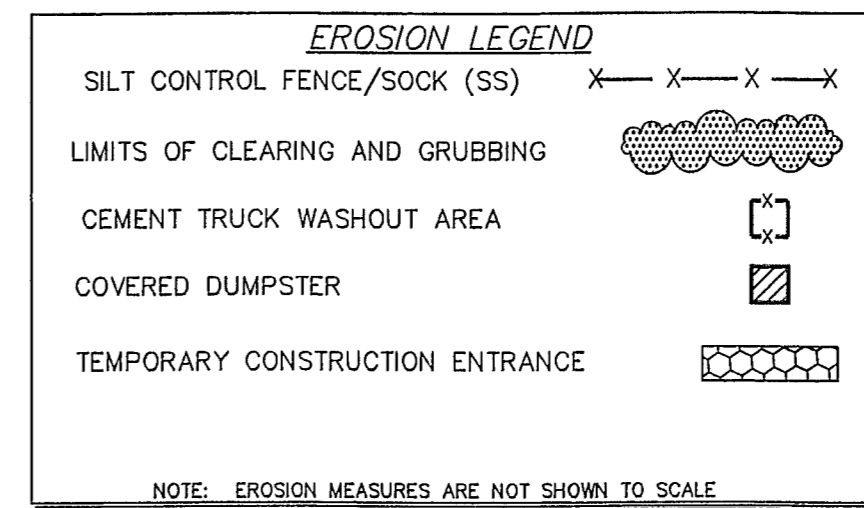 EROSION LEGEND
SILT CONTROL FENCE/SOCK (SS) X X X X
LIMITS OF CLEARING AND GRUBBING
CEMENT TRUCK WASHOUT AREA X X
COVERED DUMPSTER
TEMPORARY CONSTRUCTION ENTRANCE
NOTE: EROSION MEASURES ARE NOT SHOWN TO SCALE